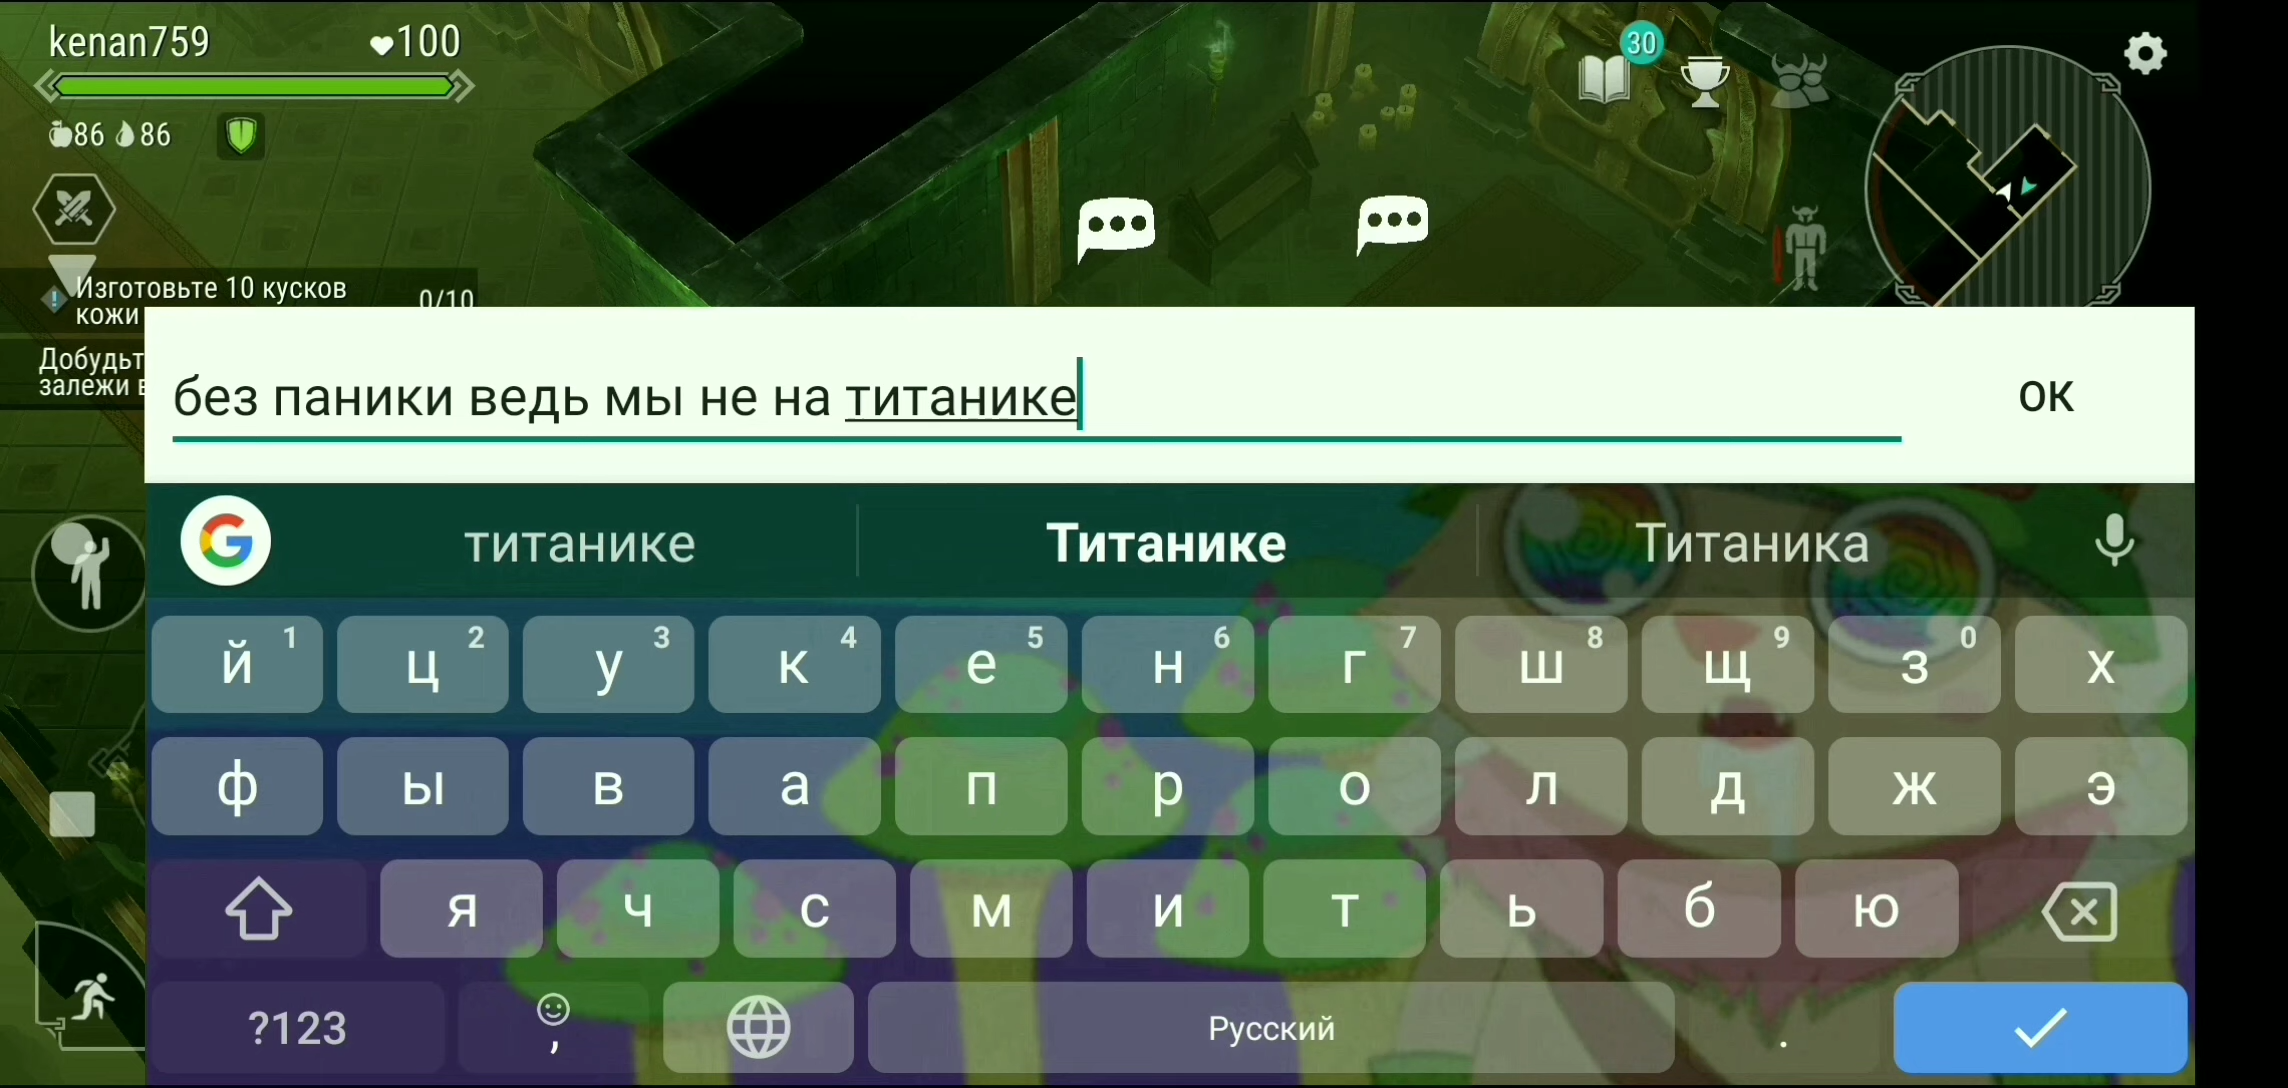 kenan759
100
30
86 86
Изготовьте 10 кусков
кожи
0/10
Добудьт
залежи в
без паники ведь мы не на титанике
ОК
титанике Титанике Титаника
й 1 ц 2 у 3 к 4 е 5 н 6 г 7 ш 8 щ 9 з 0 х
ф ы в а п р о л д ж э
я ч с м и т ь б ю
?123 , Русский .